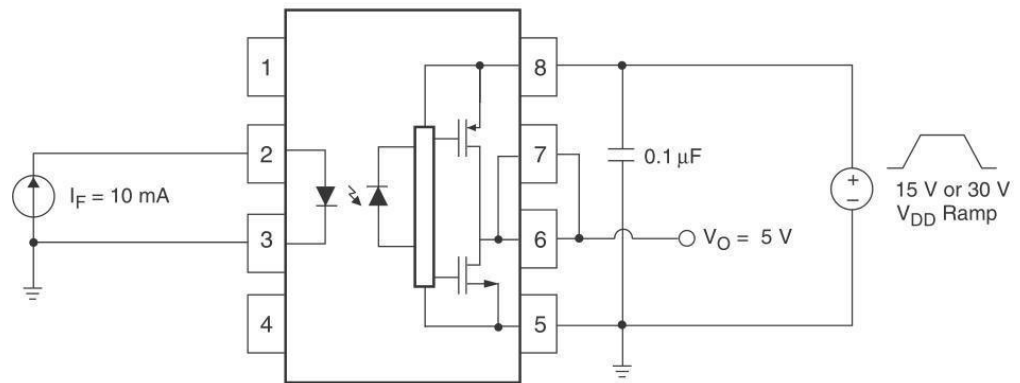 1
2
3
4
8
7
6
5
I_F = 10 mA
0.1 µF
V_O = 5 V
+
–
15 V or 30 V
V_DD Ramp